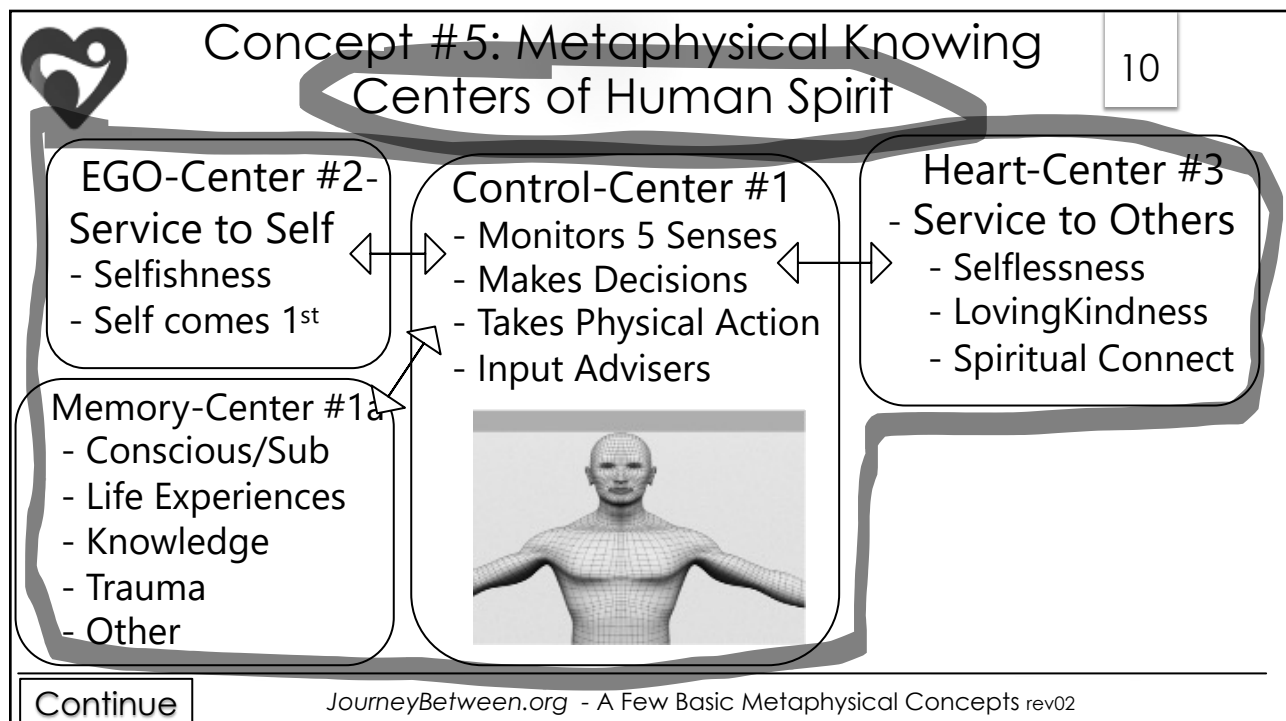 Concept #5: Metaphysical Knowing
Centers of Human Spirit
10
EGO-Center #2-
Service to Self
- Selfishness
- Self comes 1st
Memory-Center #1a
- Conscious/Sub
- Life Experiences
- Knowledge
- Trauma
- Other
Control-Center #1
- Monitors 5 Senses
- Makes Decisions
- Takes Physical Action
- Input Advisers
Heart-Center #3
- Service to Others
- Selflessness
- LovingKindness
- Spiritual Connect
Continue
JourneyBetween.org - A Few Basic Metaphysical Concepts rev02